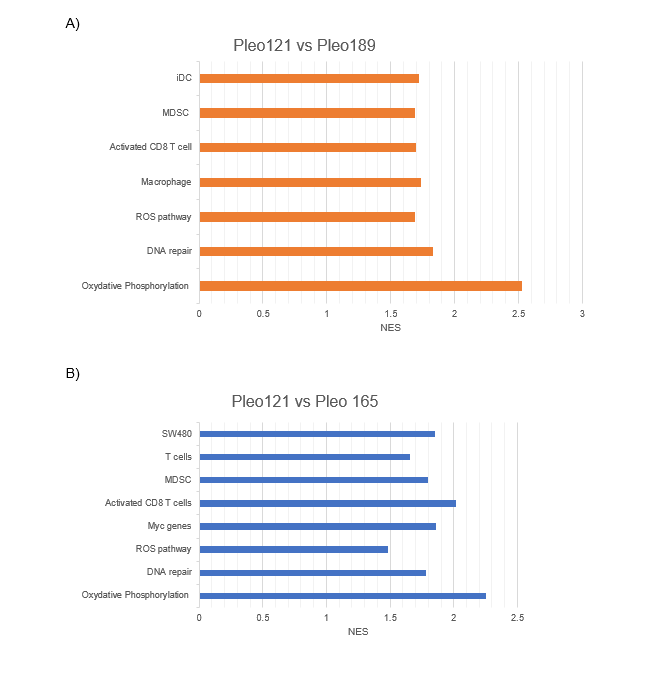 A)
Pleo121 vs Pleo189
iDC
MDSC
Activated CD8 T cell
Macrophage
ROS pathway
DNA repair
Oxydative Phosphorylation
0 0.5 1 1.5 2 2.5 3
NES
B)
Pleo121 vs Pleo 165
SW480
T cells
MDSC
Activated CD8 T cells
Myc genes
ROS pathway
DNA repair
Oxydative Phosphorylation
0 0.5 1 1.5 2 2.5
NES